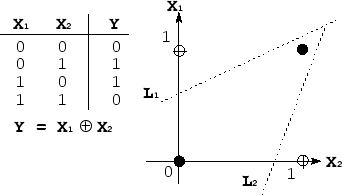 X1 X2 Y
0 0 0
0 1 1
1 0 1
1 1 0
Y = X1 ⊕ X2
X1
1
L1
0
L2
1
X2